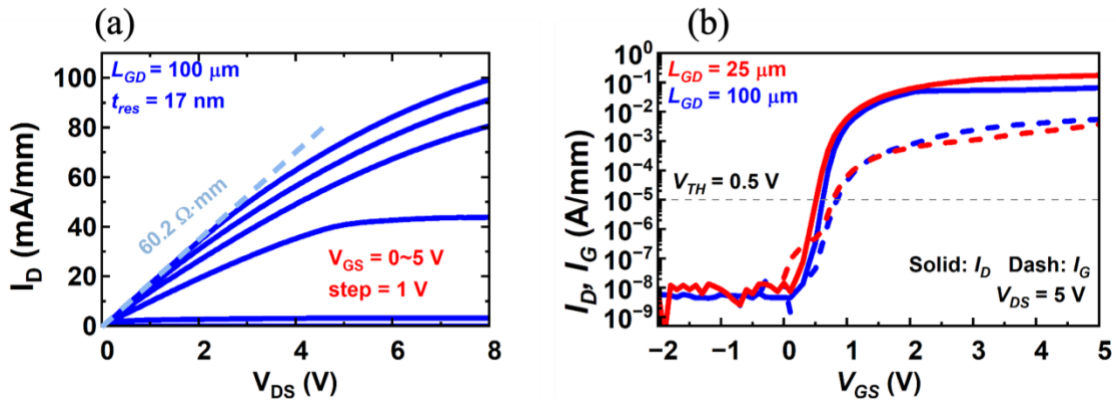 (a)
L_GD = 100 μm
t_res = 17 nm
60.2 Ω·mm
V_GS = 0~5 V
step = 1 V
I_D (mA/mm)
100
80
60
40
20
0
0 2 4 6 8
V_DS (V)
(b)
L_GD = 25 μm
L_GD = 100 μm
V_TH = 0.5 V
Solid: I_D Dash: I_G
V_DS = 5 V
I_D, I_G (A/mm)
10^0
10^-1
10^-2
10^-3
10^-4
10^-5
10^-6
10^-7
10^-8
10^-9
−2 −1 0 1 2 3 4 5
V_GS (V)